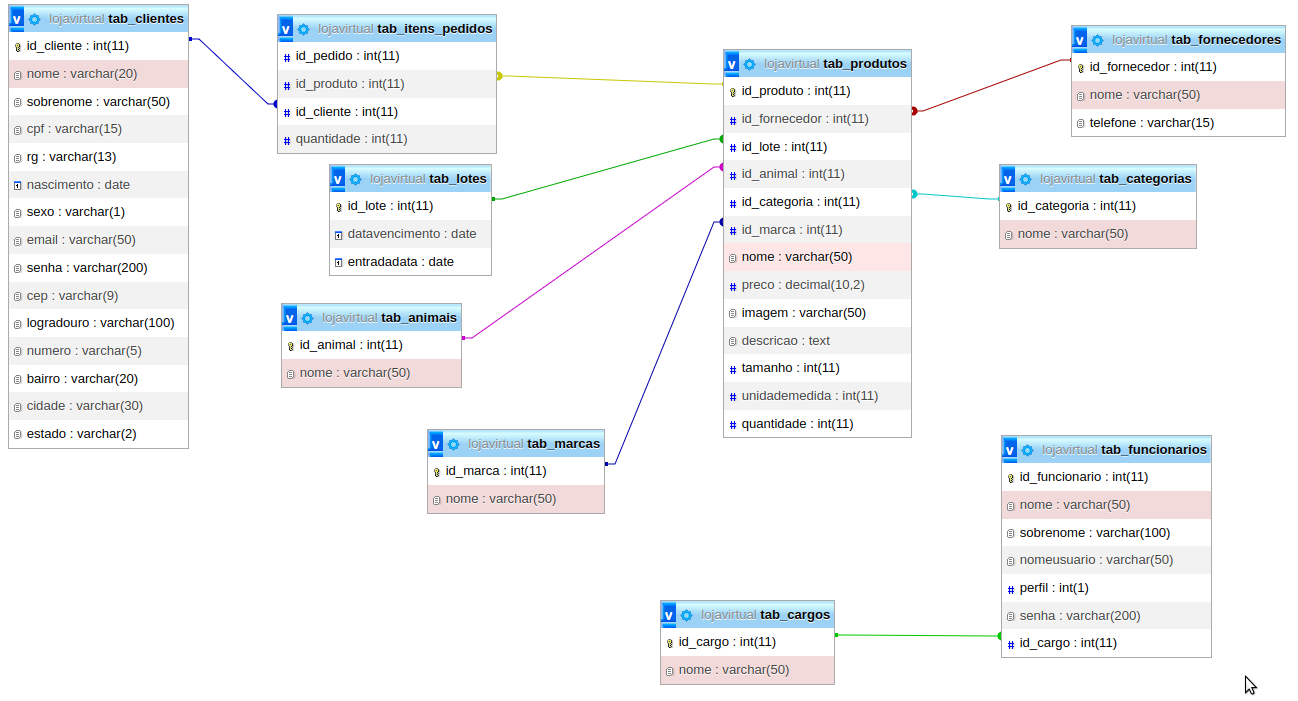 v lojavirtual tab_clientes
id_cliente : int(11)
nome : varchar(20)
sobrenome : varchar(50)
cpf : varchar(15)
rg : varchar(13)
nascimento : date
sexo : varchar(1)
email : varchar(50)
senha : varchar(200)
cep : varchar(9)
logradouro : varchar(100)
numero : varchar(5)
bairro : varchar(20)
cidade : varchar(30)
estado : varchar(2)
v lojavirtual tab_itens_pedidos
# id_pedido : int(11)
# id_produto : int(11)
# id_cliente : int(11)
# quantidade : int(11)
v lojavirtual tab_lotes
id_lote : int(11)
datavencimento : date
entradadata : date
v lojavirtual tab_animais
id_animal : int(11)
nome : varchar(50)
v lojavirtual tab_marcas
id_marca : int(11)
nome : varchar(50)
v lojavirtual tab_produtos
id_produto : int(11)
# id_fornecedor : int(11)
# id_lote : int(11)
# id_animal : int(11)
# id_categoria : int(11)
# id_marca : int(11)
nome : varchar(50)
# preco : decimal(10,2)
imagem : varchar(50)
descricao : text
# tamanho : int(11)
# unidademedida : int(11)
# quantidade : int(11)
v lojavirtual tab_fornecedores
id_fornecedor : int(11)
nome : varchar(50)
telefone : varchar(15)
v lojavirtual tab_categorias
id_categoria : int(11)
nome : varchar(50)
v lojavirtual tab_funcionarios
id_funcionario : int(11)
nome : varchar(50)
sobrenome : varchar(100)
nomeusuario : varchar(50)
# perfil : int(1)
senha : varchar(200)
# id_cargo : int(11)
v lojavirtual tab_cargos
id_cargo : int(11)
nome : varchar(50)